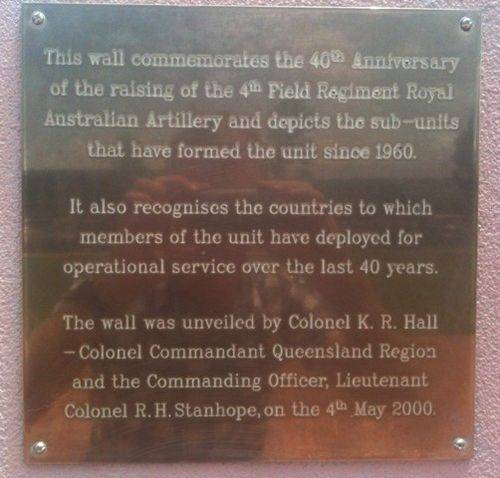 This wall commemorates the 40th Anniversary
of the raising of the 4th Field Regiment Royal
Australian Artillery and depicts the sub-units
that have formed the unit since 1960.
It also recognises the countries to which
members of the unit have deployed for
operational service over the last 40 years.
The wall was unveiled by Colonel K. R. Hall
- Colonel Commandant Queensland Region
and the Commanding Officer, Lieutenant
Colonel R.H. Stanhope, on the 4th May 2000.